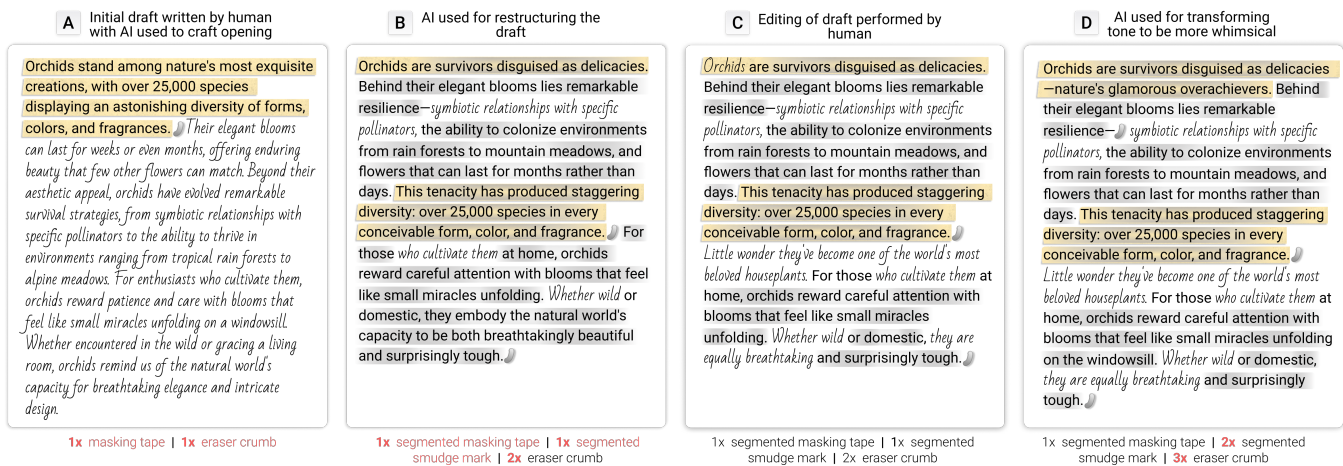 A
Initial draft written by human
with AI used to craft opening
Orchids stand among nature's most exquisite
creations, with over 25,000 species
displaying an astonishing diversity of forms,
colors, and fragrances. Their elegant blooms
can last for weeks or even months, offering enduring
beauty that few other flowers can match. Beyond their
aesthetic appeal, orchids have evolved remarkable
survival strategies, from symbiotic relationships with
specific pollinators to the ability to thrive in
environments ranging from tropical rain forests to
alpine meadows. For enthusiasts who cultivate them,
orchids reward patience and care with blooms that
feel like small miracles unfolding on a windowsill.
Whether encountered in the wild or gracing a living
room, orchids remind us of the natural world's
capacity for breathtaking elegance and intricate
design.
1x masking tape | 1x eraser crumb
B
AI used for restructuring the
draft
Orchids are survivors disguised as delicacies.
Behind their elegant blooms lies remarkable
resilience—symbiotic relationships with specific
pollinators, the ability to colonize environments
from rain forests to mountain meadows, and
flowers that can last for months rather than
days. This tenacity has produced staggering
diversity: over 25,000 species in every
conceivable form, color, and fragrance. For
those who cultivate them at home, orchids
reward careful attention with blooms that feel
like small miracles unfolding. Whether wild or
domestic, they embody the natural world's
capacity to be both breathtakingly beautiful
and surprisingly tough.
1x segmented masking tape | 1x segmented
smudge mark | 2x eraser crumb
C
Editing of draft performed by
human
Orchids are survivors disguised as delicacies.
Behind their elegant blooms lies remarkable
resilience—symbiotic relationships with specific
pollinators, the ability to colonize environments
from rain forests to mountain meadows, and
flowers that can last for months rather than
days. This tenacity has produced staggering
diversity: over 25,000 species in every
conceivable form, color, and fragrance.
Little wonder they've become one of the world's most
beloved houseplants. For those who cultivate them at
home, orchids reward careful attention with
blooms that feel like small miracles
unfolding. Whether wild or domestic, they are
equally breathtaking and surprisingly tough.
1x segmented masking tape | 1x segmented
smudge mark | 2x eraser crumb
D
AI used for transforming
tone to be more whimsical
Orchids are survivors disguised as delicacies
—nature's glamorous overachievers. Behind
their elegant blooms lies remarkable
resilience— symbiotic relationships with specific
pollinators, the ability to colonize environments
from rain forests to mountain meadows, and
flowers that can last for months rather than
days. This tenacity has produced staggering
diversity: over 25,000 species in every
conceivable form, color, and fragrance.
Little wonder they've become one of the world's most
beloved houseplants. For those who cultivate them at
home, orchids reward careful attention with
blooms that feel like small miracles unfolding
on the windowsill. Whether wild or domestic,
they are equally breathtaking and surprisingly
tough.
1x segmented masking tape | 2x segmented
smudge mark | 3x eraser crumb